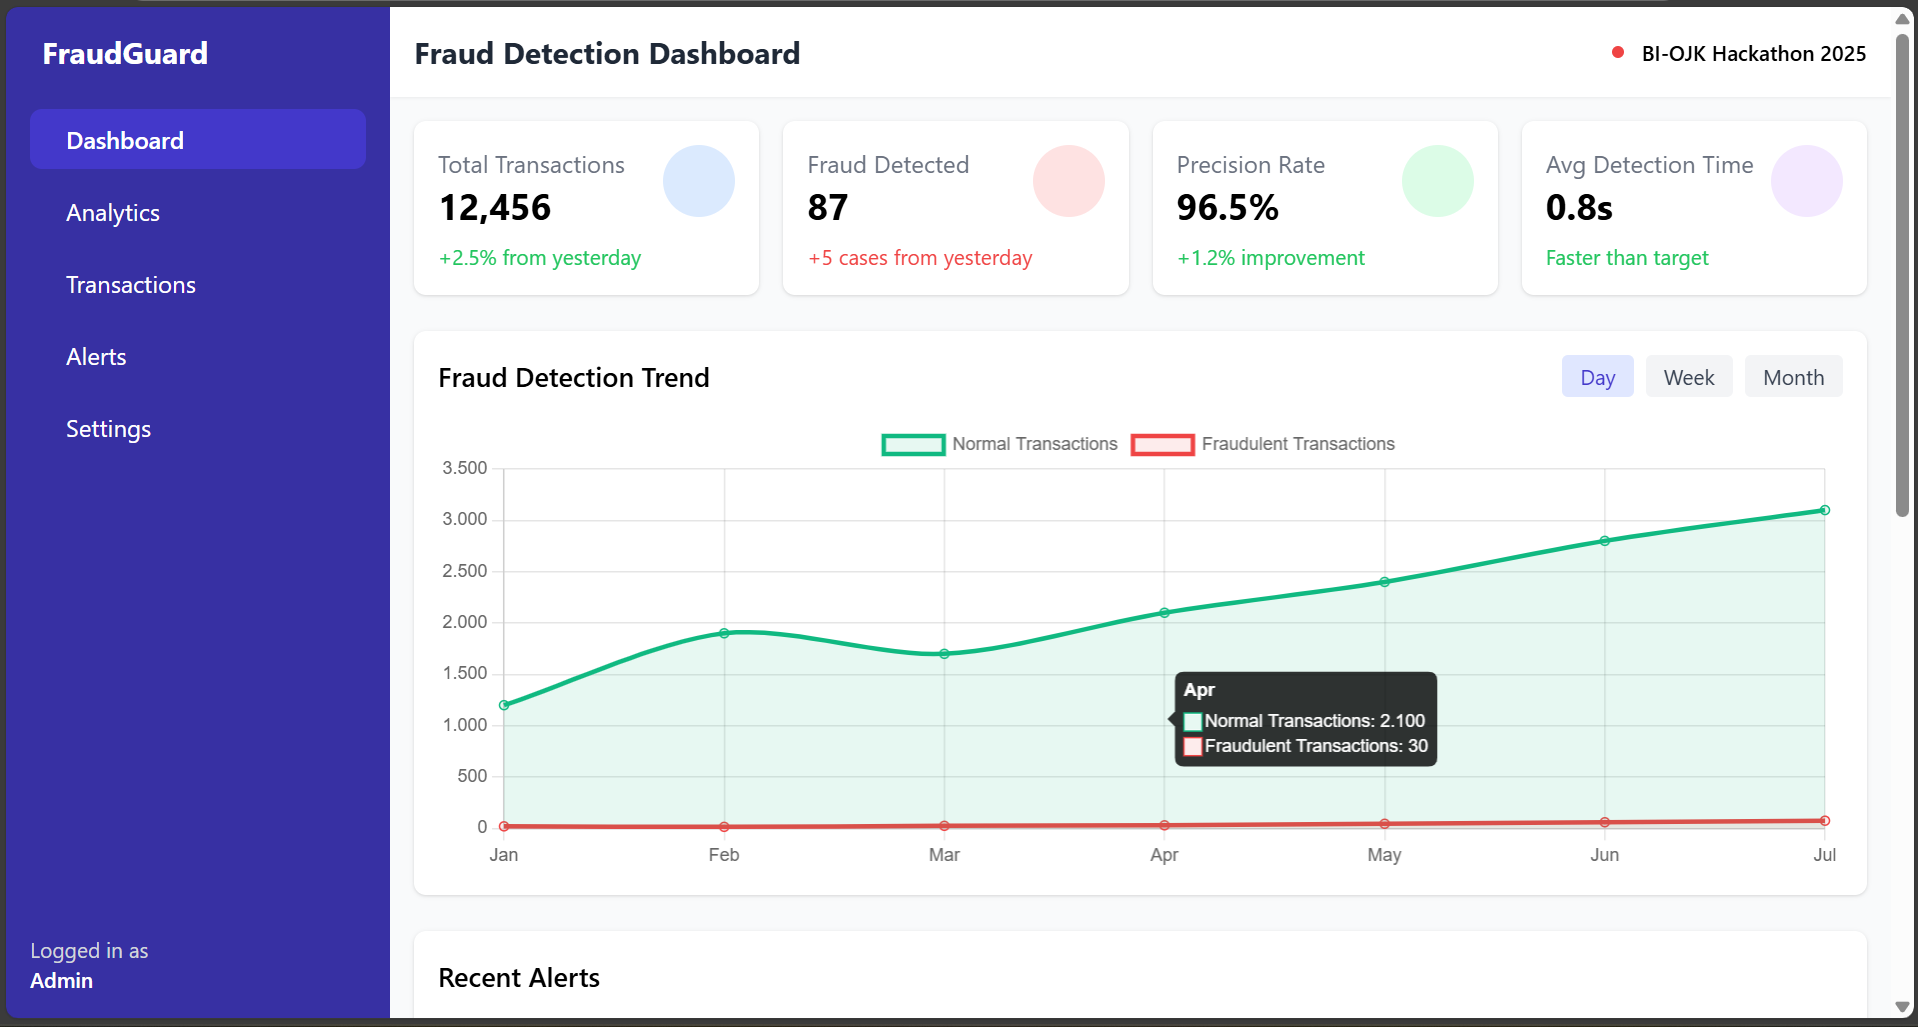 FraudGuard
Dashboard
Analytics
Transactions
Alerts
Settings
Logged in as
Admin
Fraud Detection Dashboard
BI-OJK Hackathon 2025
Total Transactions
12,456
+2.5% from yesterday
Fraud Detected
87
+5 cases from yesterday
Precision Rate
96.5%
+1.2% improvement
Avg Detection Time
0.8s
Faster than target
Fraud Detection Trend
Day Week Month
Normal Transactions Fraudulent Transactions
3.500
3.000
2.500
2.000
1.500
1.000
500
0
Apr
Normal Transactions: 2.100
Fraudulent Transactions: 30
Jan Feb Mar Apr May Jun Jul
Recent Alerts